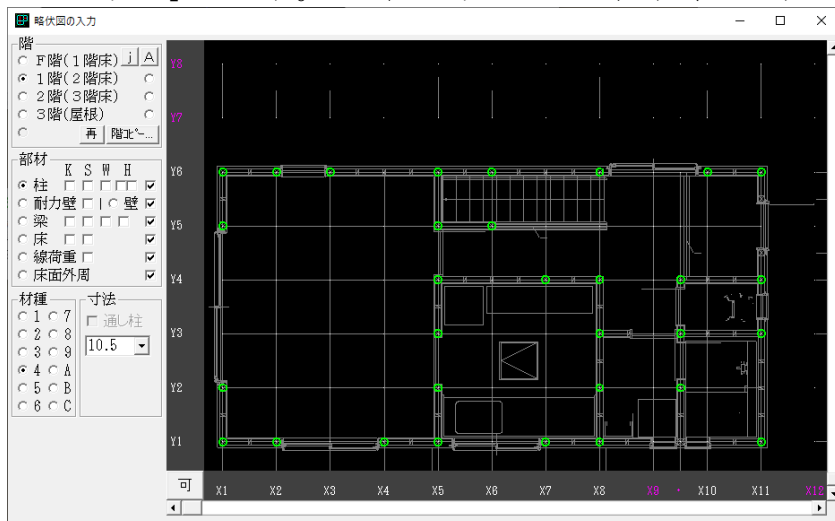 略伏図の入力
階
F階(1階床) j A
1階(2階床)
2階(3階床)
3階(屋根)
再 階ｺﾋﾟｰ...
部材
K S W H
柱
耐力壁 | 壁
梁
床
線荷重
床面外周
材種
1 7
2 8
3 9
4 A
5 B
6 C
寸法
通し柱
10.5
Y8
Y7
Y6
Y5
Y4
Y3
Y2
Y1
可 X1 X2 X3 X4 X5 X6 X7 X8 X9 X10 X11 X12